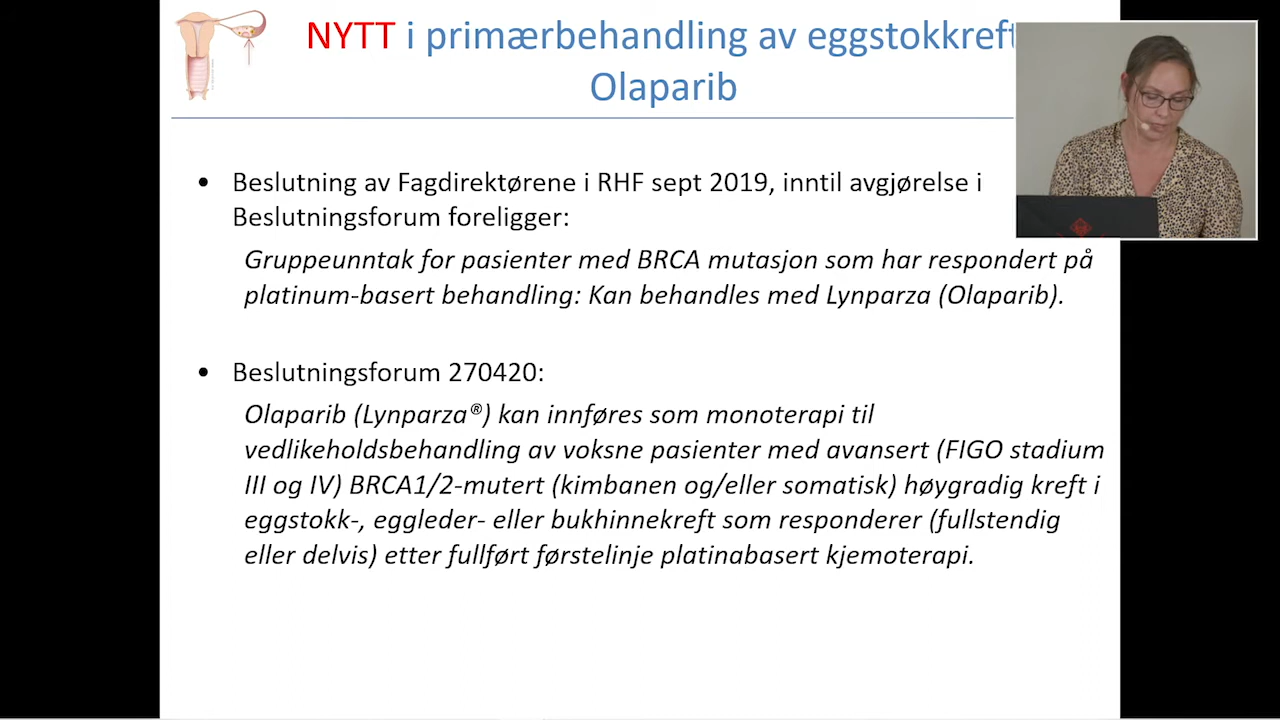 NYTT i primærbehandling av eggstokkreft
Olaparib
• Beslutning av Fagdirektørene i RHF sept 2019, inntil avgjørelse i
Beslutningsforum foreligger:
Gruppeunntak for pasienter med BRCA mutasjon som har respondert på
platinum-basert behandling: Kan behandles med Lynparza (Olaparib).
• Beslutningsforum 270420:
Olaparib (Lynparza®) kan innføres som monoterapi til
vedlikeholdsbehandling av voksne pasienter med avansert (FIGO stadium
III og IV) BRCA1/2-mutert (kimbanen og/eller somatisk) høygradig kreft i
eggstokk-, eggleder- eller bukhinnekreft som responderer (fullstendig
eller delvis) etter fullført førstelinje platinabasert kjemoterapi.